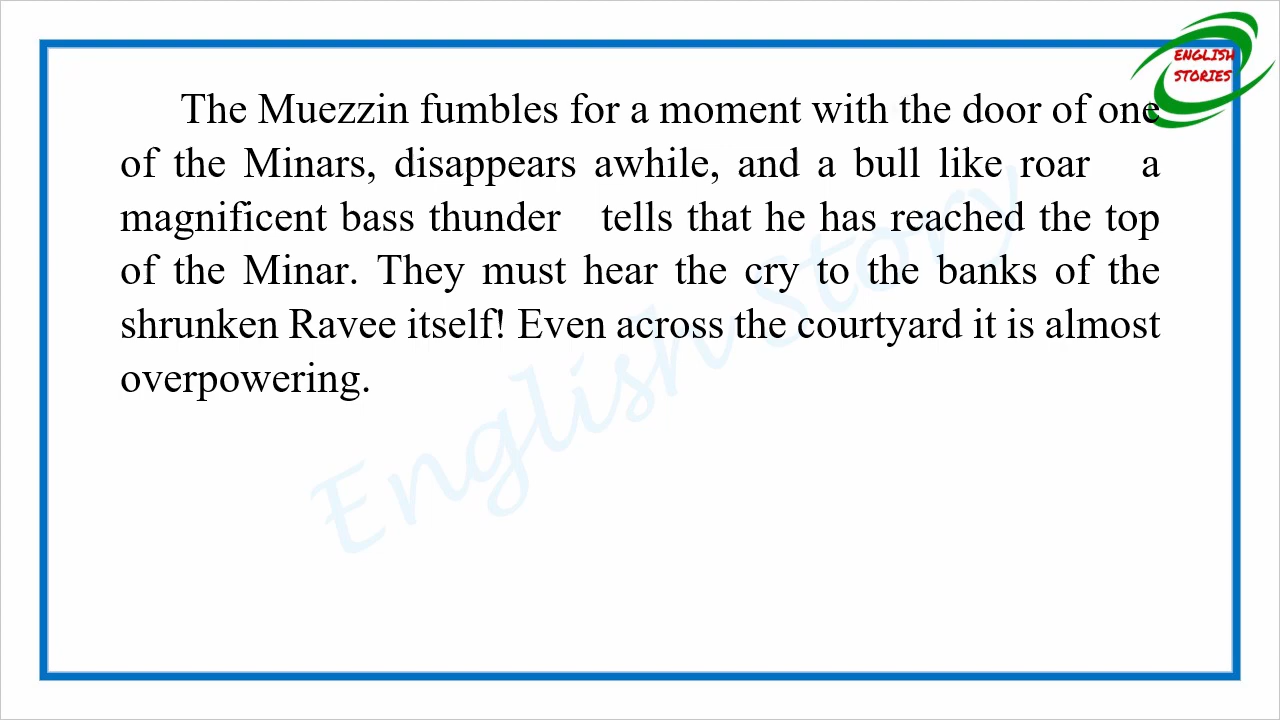 ENGLISH
STORIES
The Muezzin fumbles for a moment with the door of one
of the Minars, disappears awhile, and a bull like roar a
magnificent bass thunder tells that he has reached the top
of the Minar. They must hear the cry to the banks of the
shrunken Ravee itself! Even across the courtyard it is almost
overpowering.
English Story